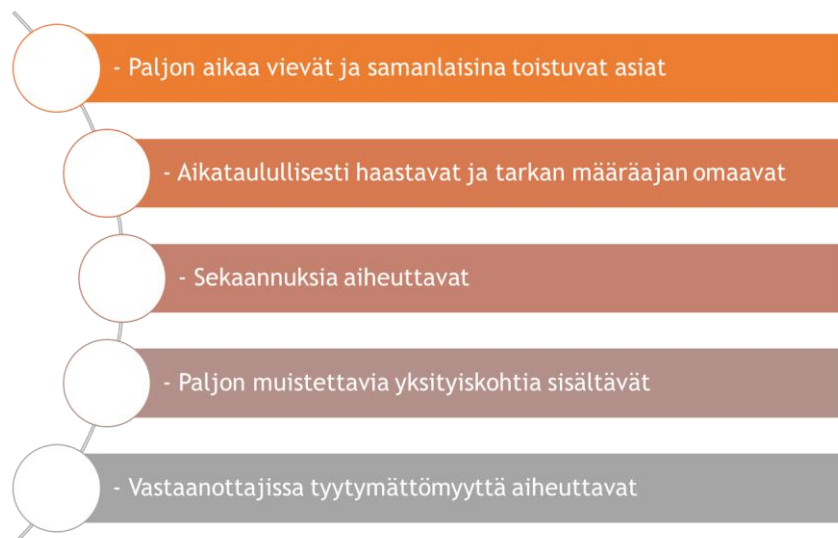 - Paljon aikaa vievät ja samanlaisina toistuvat asiat
- Aikataulullisesti haastavat ja tarkan määräajan omaavat
- Sekaannuksia aiheuttavat
- Paljon muistettavia yksityiskohtia sisältävät
- Vastaanottajissa tyytymättömyyttä aiheuttavat